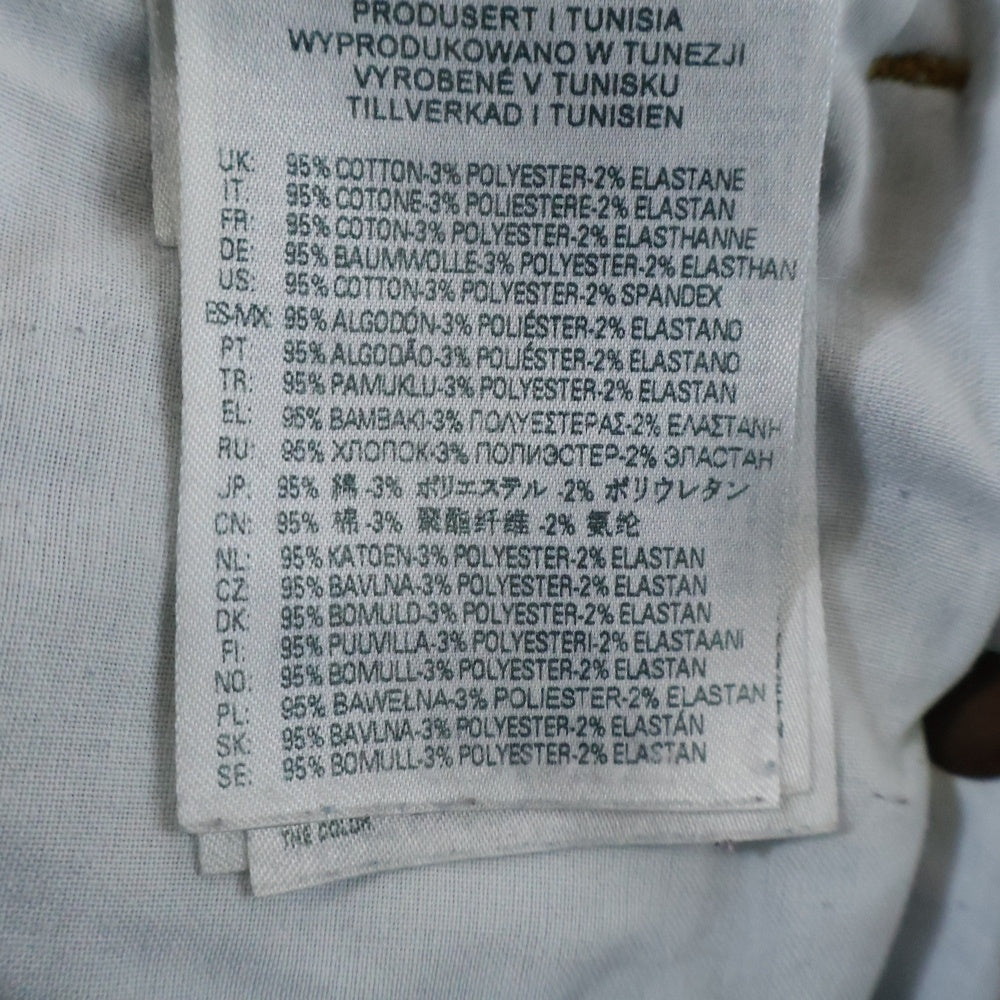 PRODUSERT I TUNISIA
WYPRODUKOWANO W TUNEZJI
VYROBENÉ V TUNISKU
TILLVERKAD I TUNISIEN
UK: 95% COTTON-3% POLYESTER-2% ELASTANE
IT: 95% COTONE-3% POLIESTERE-2% ELASTAN
FR: 95% COTON-3% POLYESTER-2% ELASTHANNE
DE: 95% BAUMWOLLE-3% POLYESTER-2% ELASTHAN
US: 95% COTTON-3% POLYESTER-2% SPANDEX
ES-MX: 95% ALGODÓN-3% POLIÉSTER-2% ELASTANO
PT: 95% ALGODÃO-3% POLIÉSTER-2% ELASTANO
TR: 95% PAMUKLU-3% POLYESTER-2% ELASTAN
EL: 95% ΒΑΜΒΑΚΙ-3% ΠΟΛΥΕΣΤΕΡΑΣ-2% ΕΛΑΣΤΑΝΗ
RU: 95% ХЛОПОК-3% ПОЛИЭСТЕР-2% ЭЛАСТАН
JP: 95% 綿 -3% ポリエステル -2% ポリウレタン
CN: 95% 棉 -3% 聚酯纤维 -2% 氨纶
NL: 95% KATOEN-3% POLYESTER-2% ELASTAN
CZ: 95% BAVLNA-3% POLYESTER-2% ELASTAN
DK: 95% BOMULD-3% POLYESTER-2% ELASTAN
FI: 95% PUUVILLA-3% POLYESTERI-2% ELASTAANI
NO: 95% BOMULL-3% POLYESTER-2% ELASTAN
PL: 95% BAWEŁNA-3% POLIESTER-2% ELASTAN
SK: 95% BAVLNA-3% POLYESTER-2% ELASTÁN
SE: 95% BOMULL-3% POLYESTER-2% ELASTAN
THE COLOR